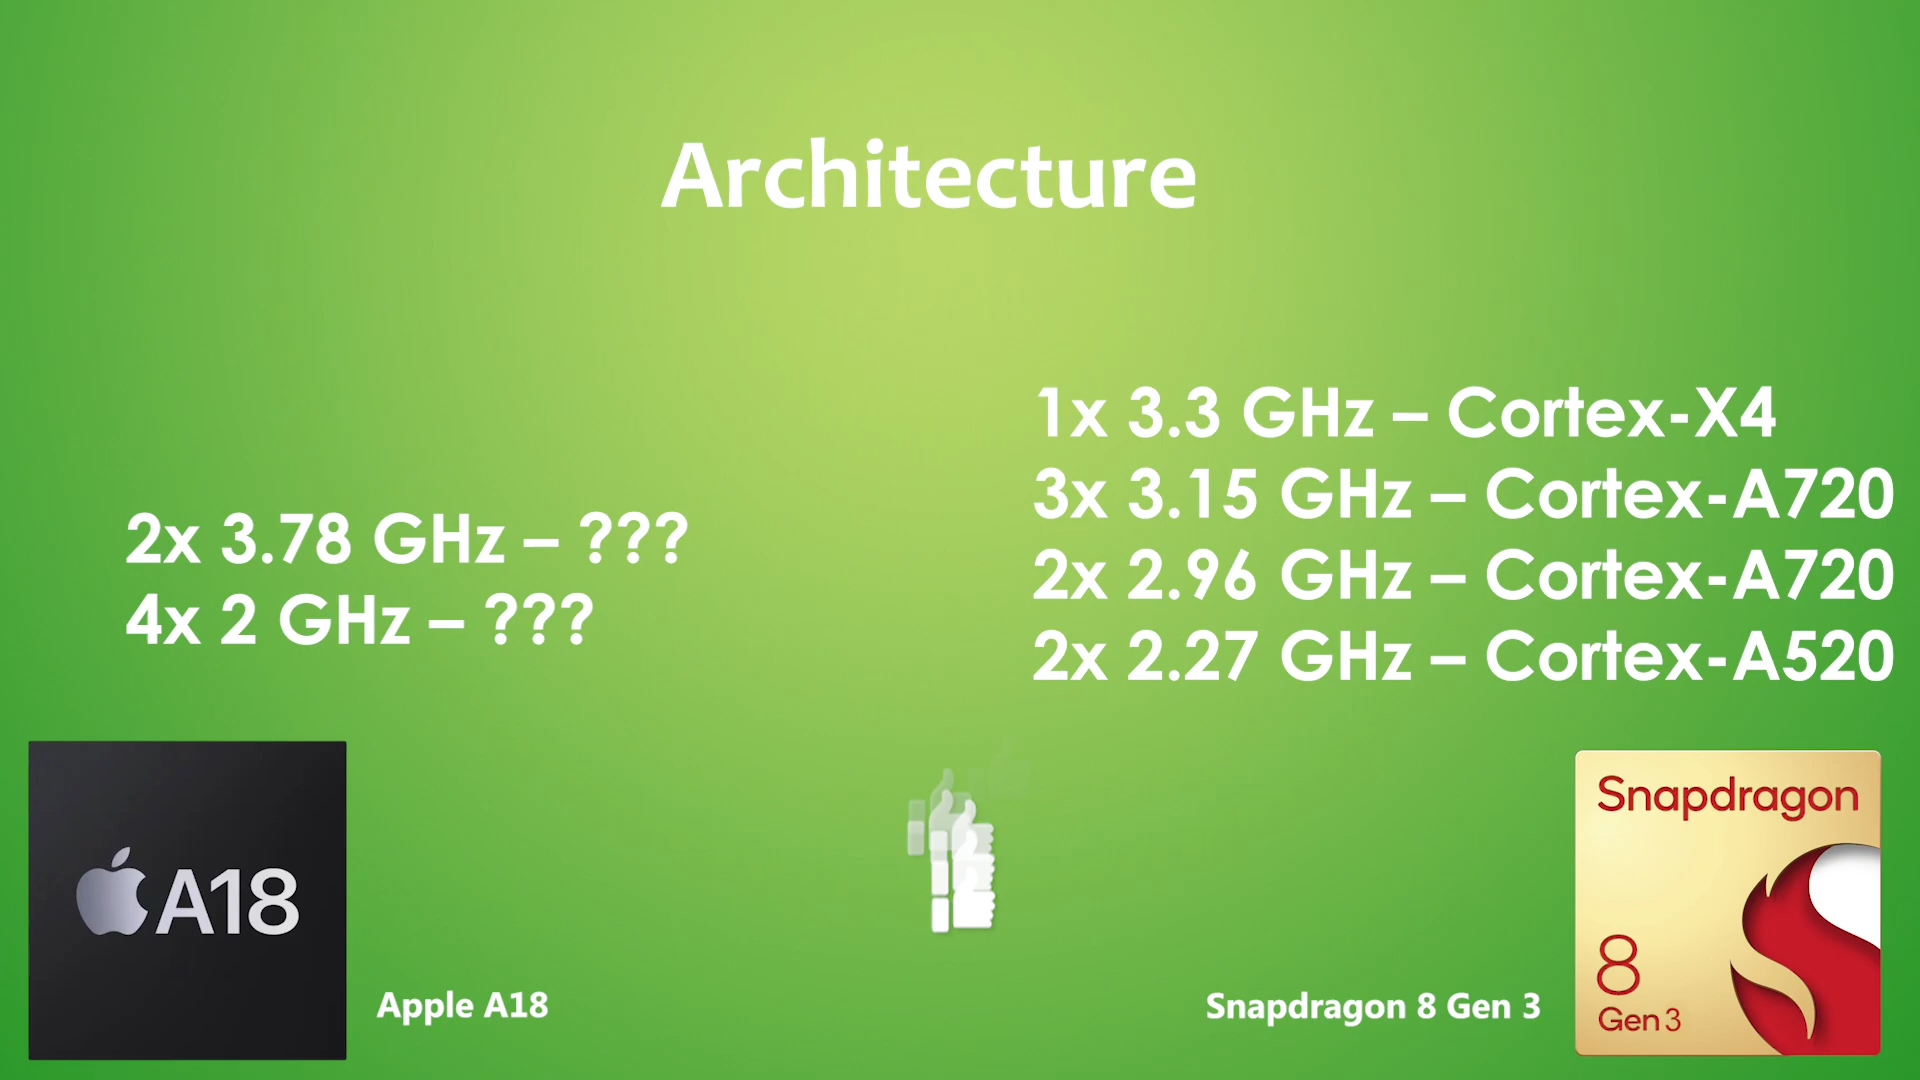 Architecture
2x 3.78 GHz – ???
4x 2 GHz – ???
1x 3.3 GHz – Cortex-X4
3x 3.15 GHz – Cortex-A720
2x 2.96 GHz – Cortex-A720
2x 2.27 GHz – Cortex-A520
A18
Apple A18
Snapdragon 8 Gen 3
Snapdragon
8
Gen 3